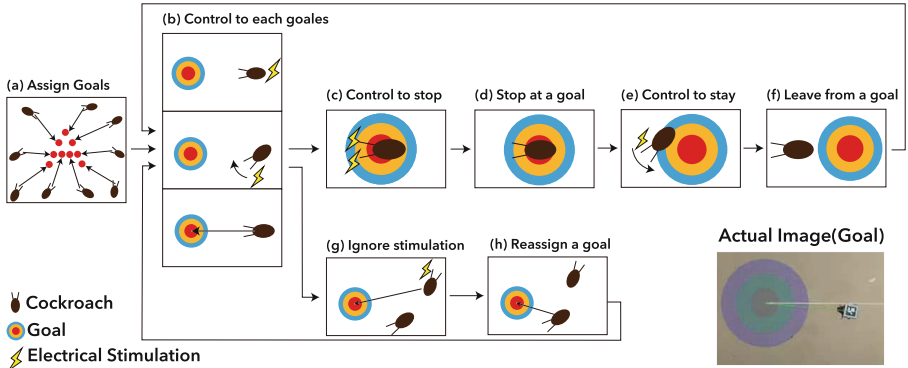 (b) Control to each goales
(a) Assign Goals
(c) Control to stop
(d) Stop at a goal
(e) Control to stay
(f) Leave from a goal
(g) Ignore stimulation
(h) Reassign a goal
Actual Image(Goal)
Cockroach
Goal
Electrical Stimulation